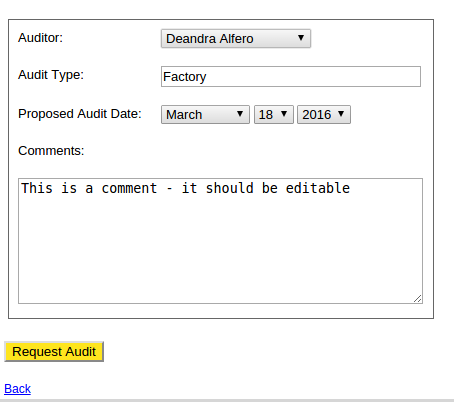 Auditor: Deandra Alfero
Audit Type: Factory
Proposed Audit Date: March 18 2016
Comments:
This is a comment - it should be editable
Request Audit
Back